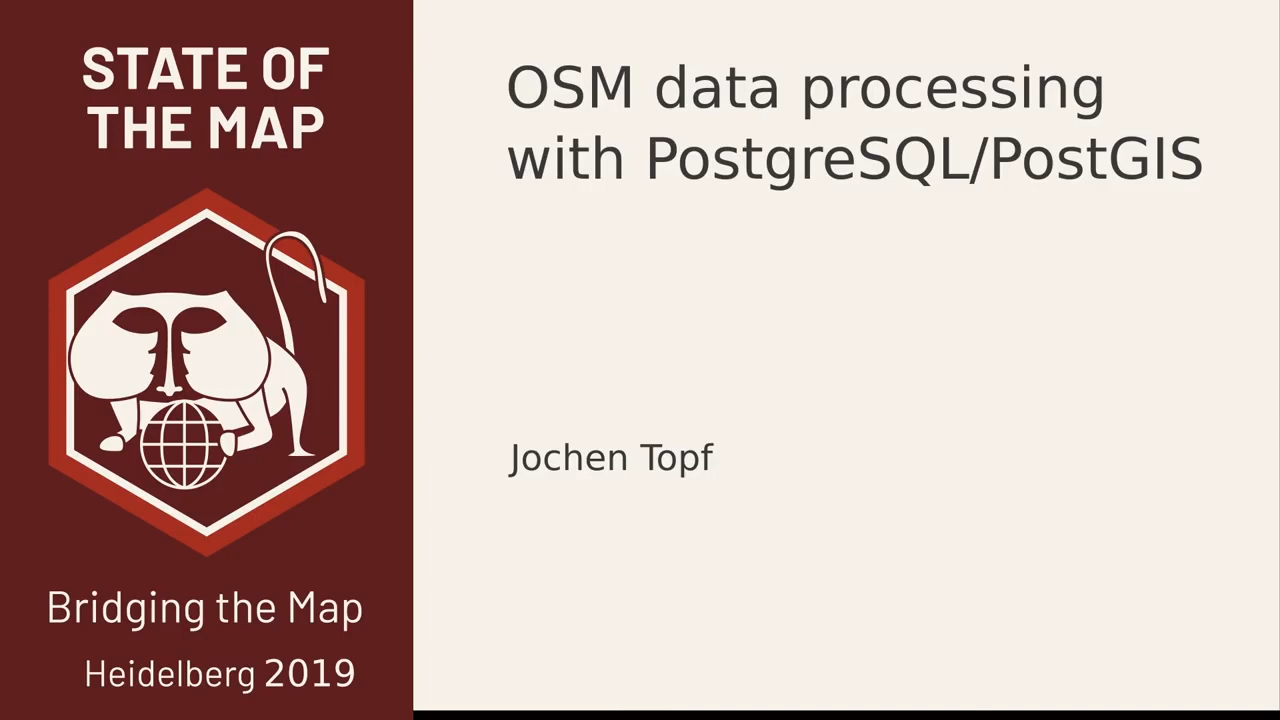 STATE OF
THE MAP
Bridging the Map
Heidelberg 2019
OSM data processing
with PostgreSQL/PostGIS
Jochen Topf